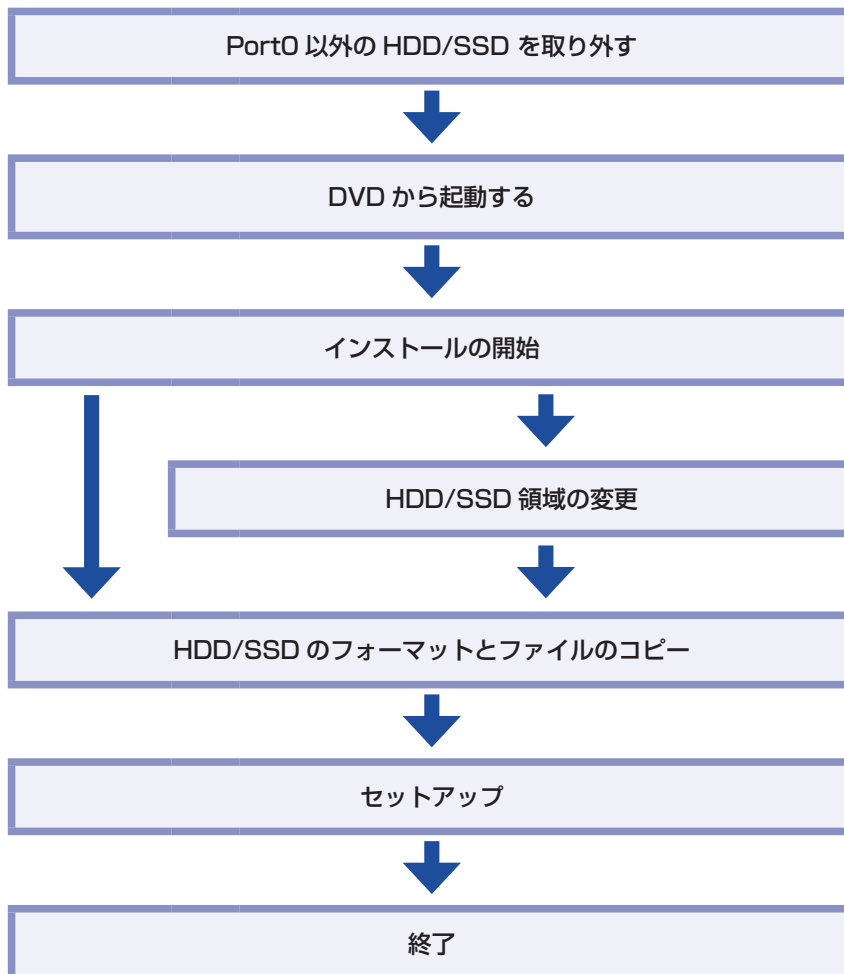 Port0 以外の HDD/SSD を取り外す
DVD から起動する
インストールの開始
HDD/SSD 領域の変更
HDD/SSD のフォーマットとファイルのコピー
セットアップ
終了